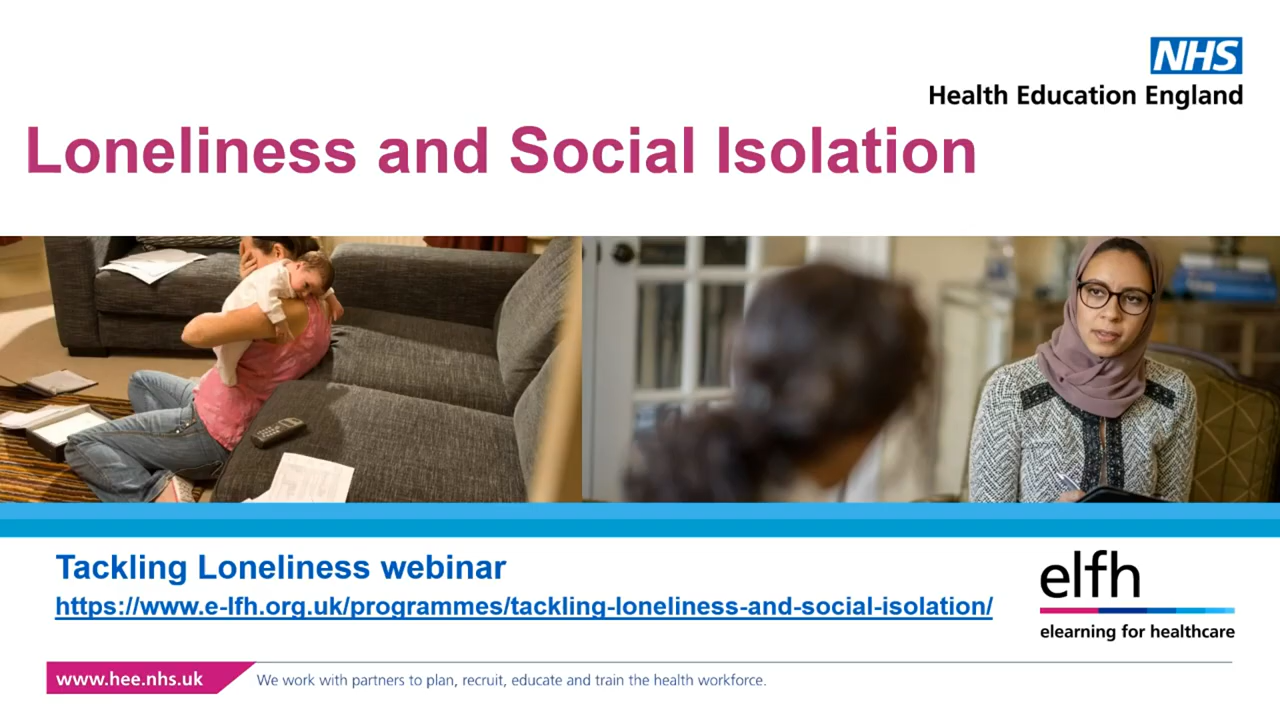 NHS
Health Education England
Loneliness and Social Isolation
Tackling Loneliness webinar
https://www.e-lfh.org.uk/programmes/tackling-loneliness-and-social-isolation/
elfh
elearning for healthcare
www.hee.nhs.uk
We work with partners to plan, recruit, educate and train the health workforce.